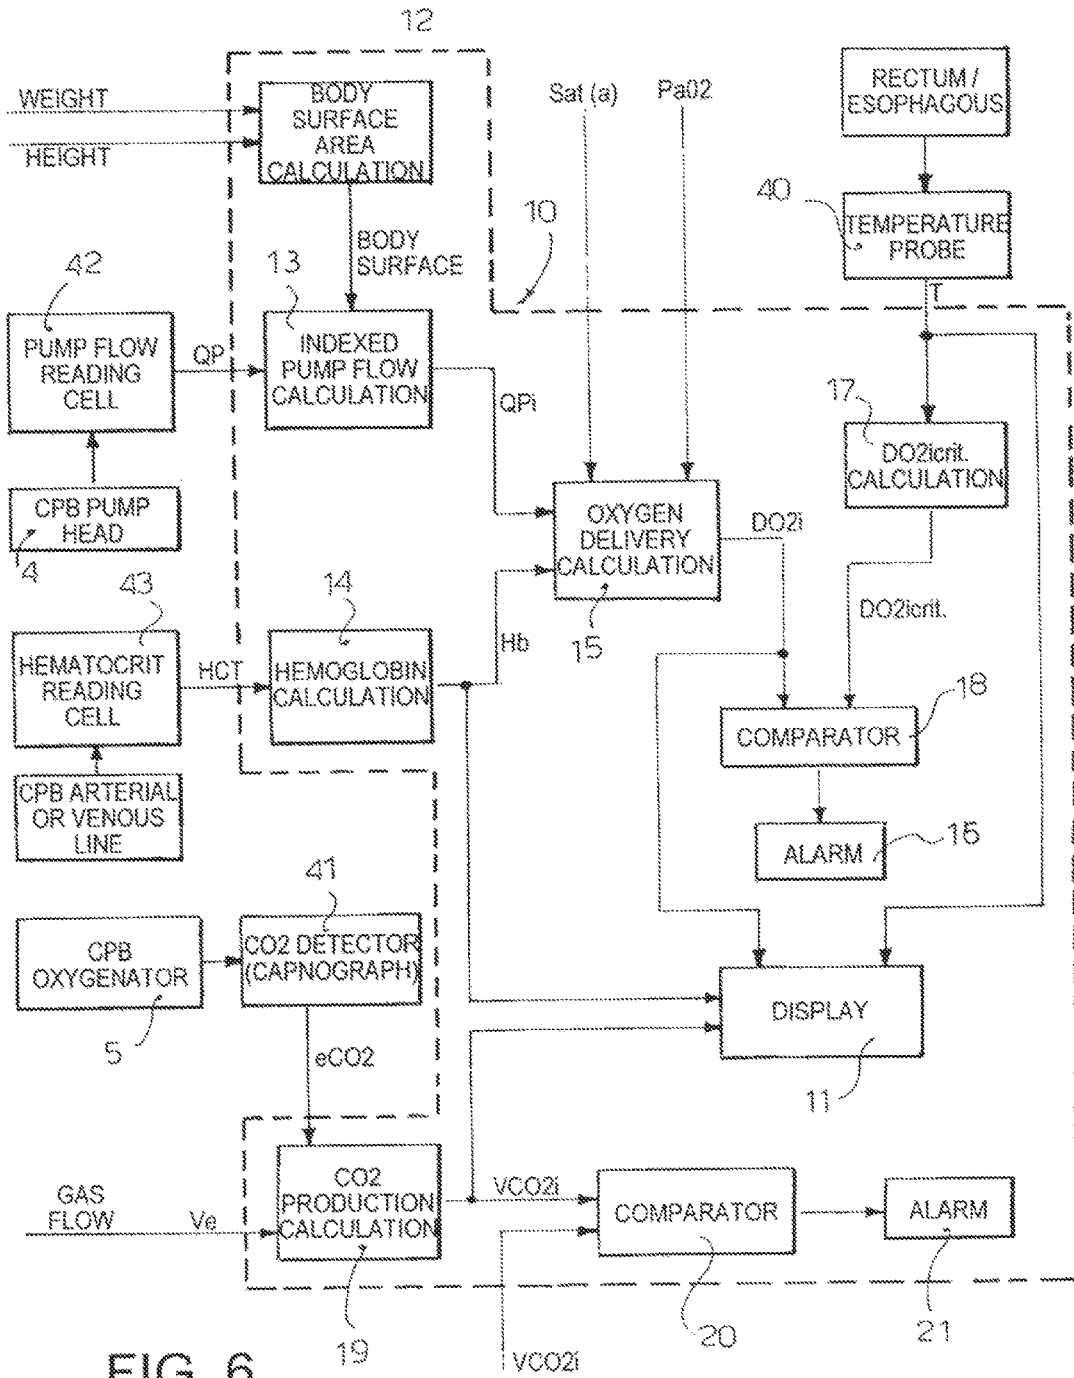 12
WEIGHT
HEIGHT
BODY
SURFACE
AREA
CALCULATION
Sat (a)
Pa02
RECTUM /
ESOPHAGOUS
40
TEMPERATURE
PROBE
T
10
BODY
SURFACE
42
13
PUMP FLOW
READING
CELL
QP
INDEXED
PUMP FLOW
CALCULATION
QPi
17
DO2icrit.
CALCULATION
CPB PUMP
HEAD
4
OXYGEN
DELIVERY
CALCULATION
DO2i
15
DO2icrit.
43
14
HEMATOCRIT
READING
CELL
HCT
HEMOGLOBIN
CALCULATION
Hb
18
COMPARATOR
CPB ARTERIAL
OR VENOUS
LINE
ALARM
16
41
CPB
OXYGENATOR
5
CO2 DETECTOR
(CAPNOGRAPH)
eCO2
DISPLAY
11
GAS
FLOW
Ve
CO2
PRODUCTION
CALCULATION
19
VCO2i
COMPARATOR
20
ALARM
21
VCO2i
FIG. 6